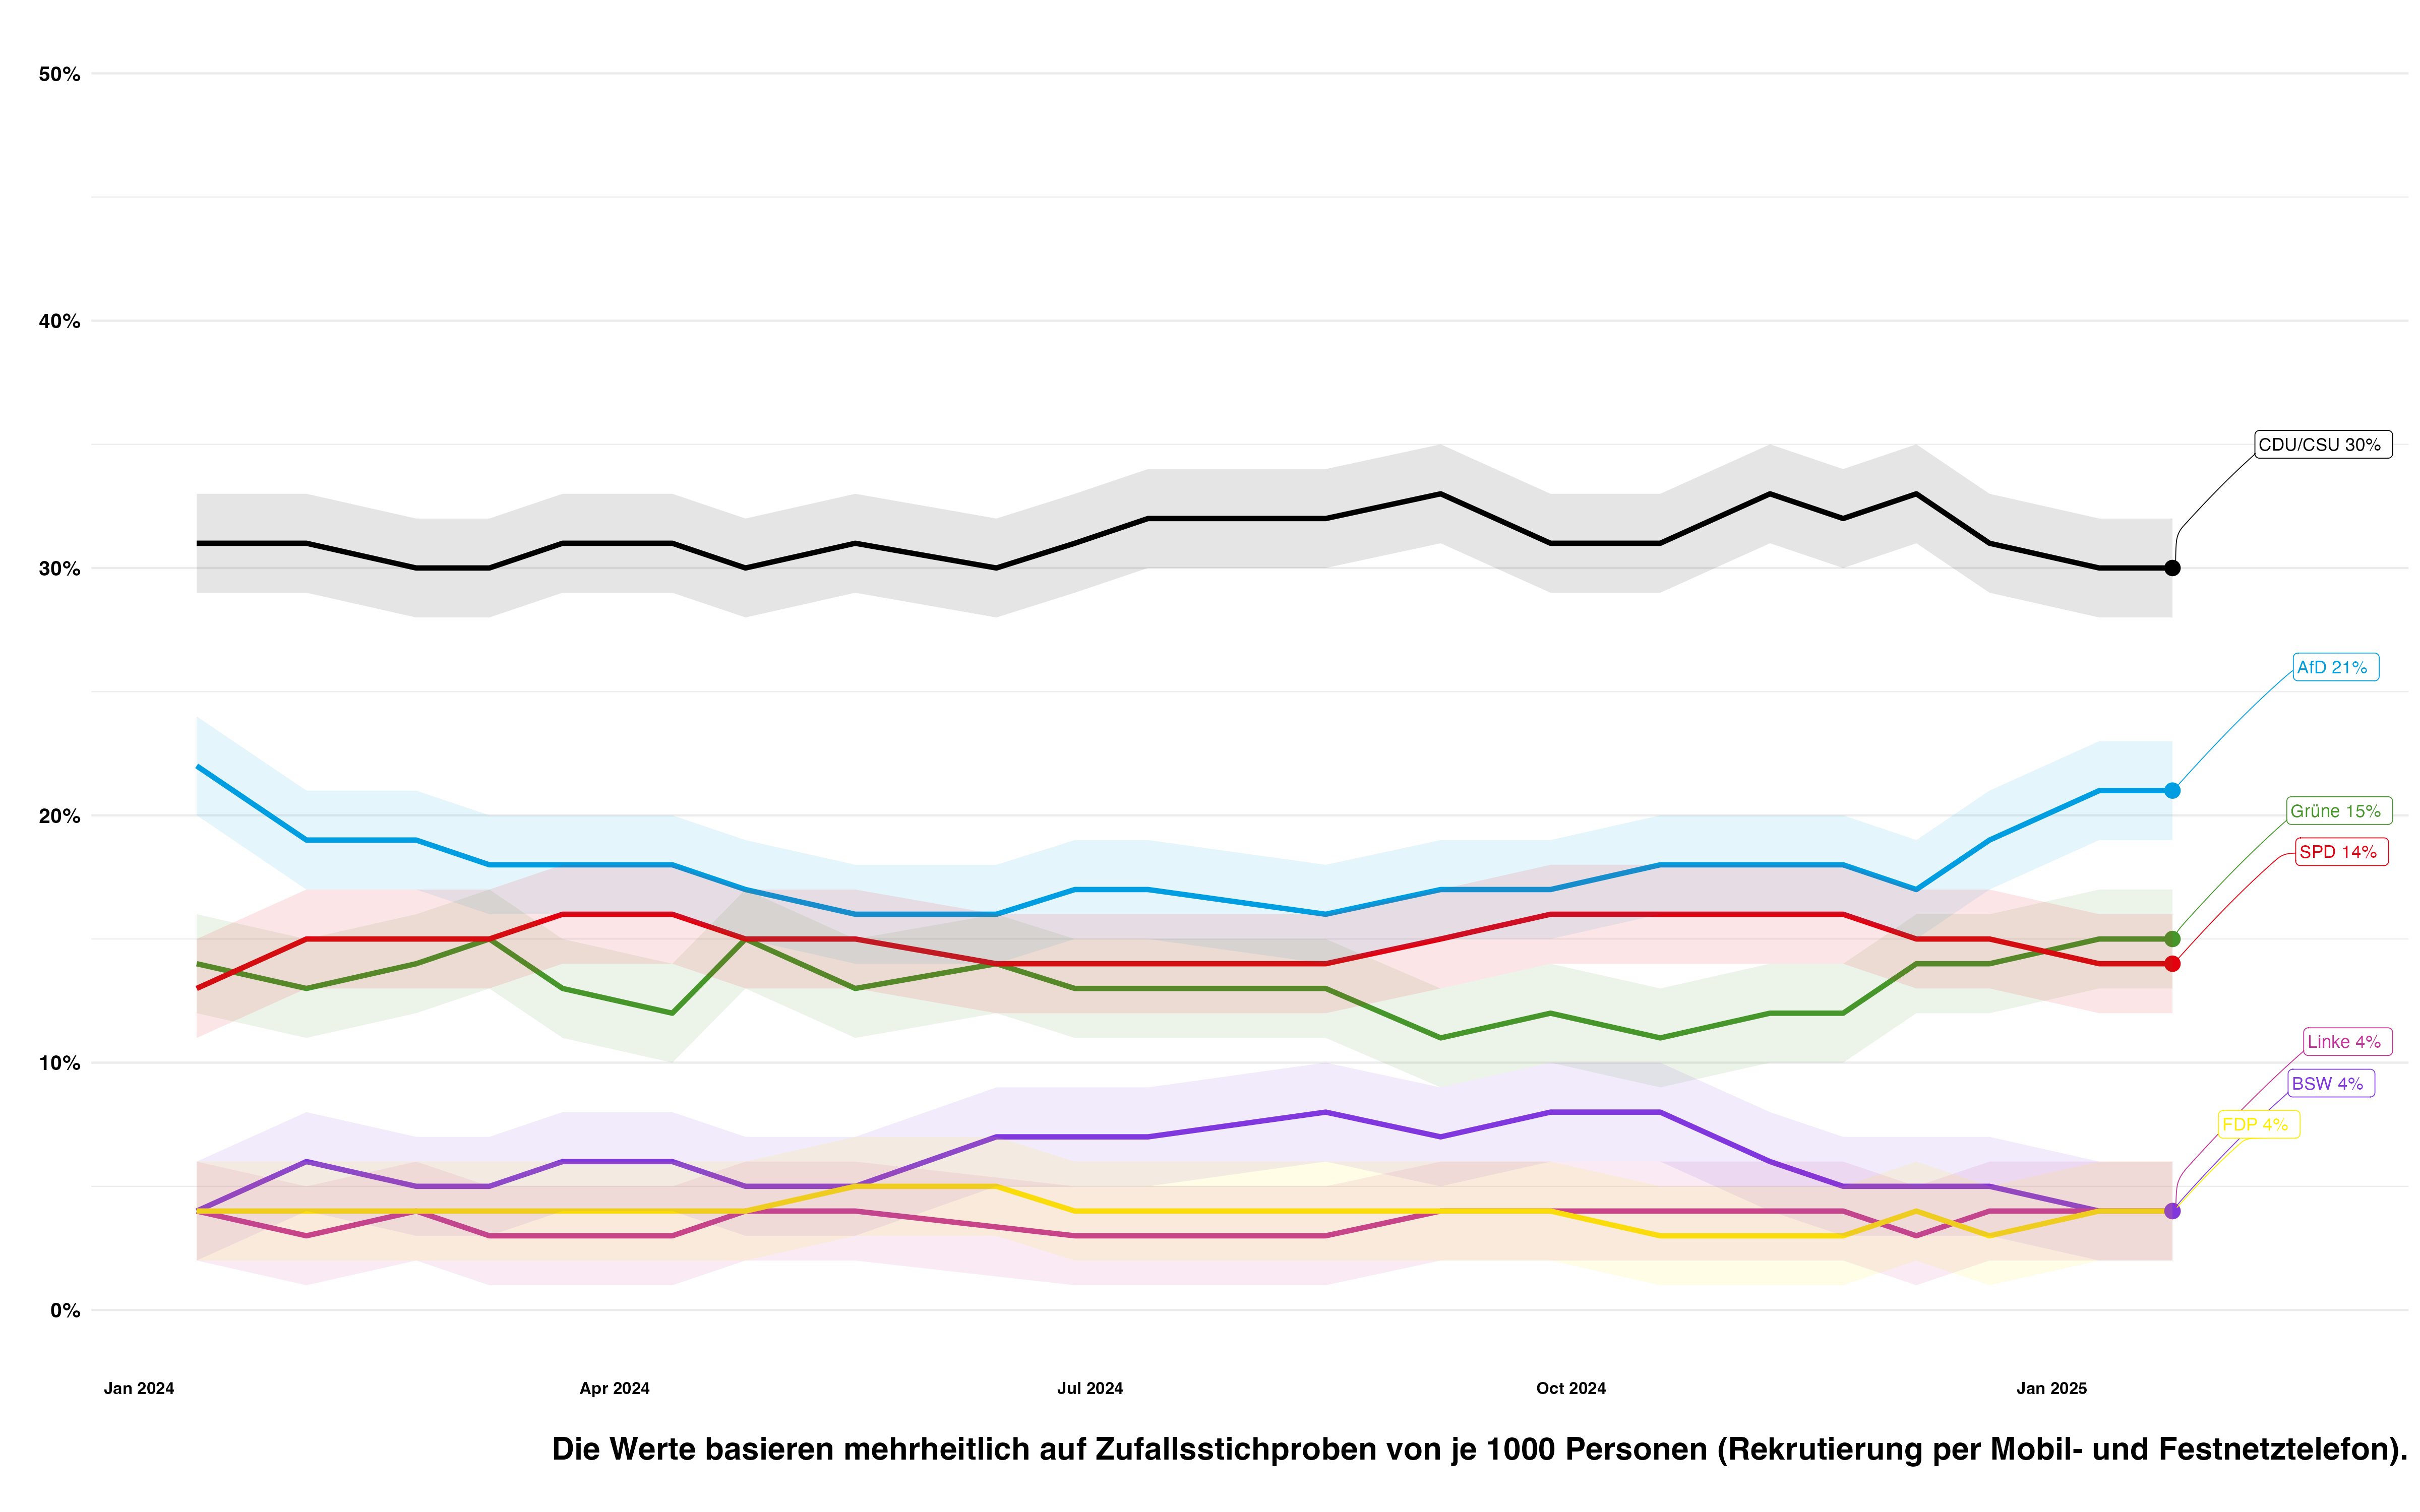 50%
40%
30%
20%
10%
0%
CDU/CSU 30%
AfD 21%
Grüne 15%
SPD 14%
Linke 4%
BSW 4%
FDP 4%
Jan 2024
Apr 2024
Jul 2024
Oct 2024
Jan 2025
Die Werte basieren mehrheitlich auf Zufallsstichproben von je 1000 Personen (Rekrutierung per Mobil- und Festnetztelefon).